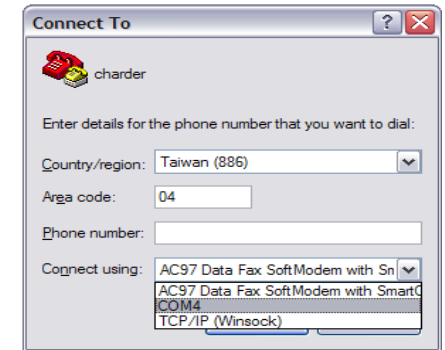 Connect To
charder
Enter details for the phone number that you want to dial:
Country/region: Taiwan (886)
Area code: 04
Phone number:
Connect using: AC97 Data Fax SoftModem with Sn
AC97 Data Fax SoftModem with SmartC
COM4
TCP/IP (Winsock)